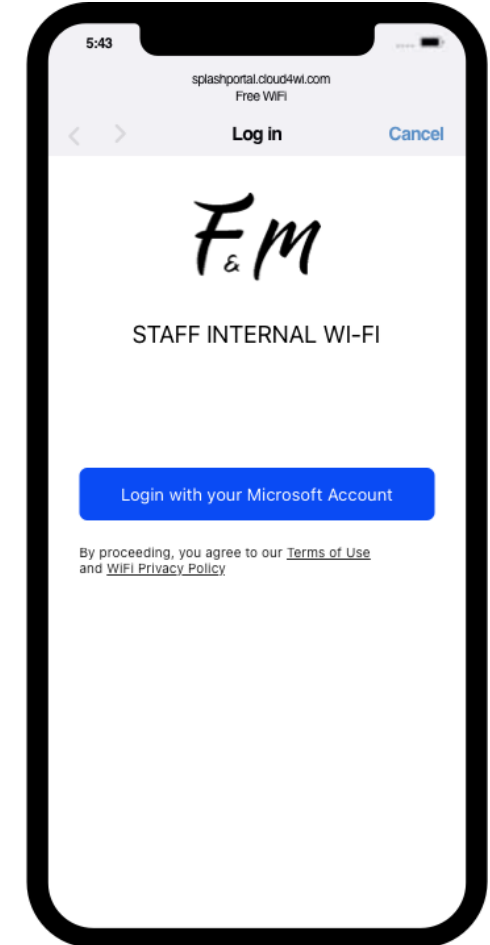 5:43
splashportal.cloud4wi.com
Free WiFi
Log in
Cancel
F&M
STAFF INTERNAL WI-FI
Login with your Microsoft Account
By proceeding, you agree to our Terms of Use
and WiFi Privacy Policy